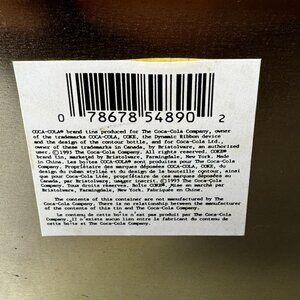 0 78678 54890 2
COCA-COLA® brand tins produced for The Coca-Cola Company, owner
of the trademarks COCA-COLA, COKE, the Dynamic Ribbon device
and the design of the contour bottle, and for Coca-Cola Ltd.,
owner of these trademarks in Canada, by Bristolware, an authorized
user. ©1993 The Coca-Cola Company. All rights reserved. COKE®
brand tin, marketed by Bristolware, Farmingdale, New York. Made
in China. Les boîtes COCA-COLA® sont produites pour The Coca-Cola
Company, Propriétaire des marques déposées COCA-COLA, COKE, du
design du ruban stylisé et du design de la bouteille contour, ainsi
que pour Coca-Cola Ltée, propriétaire de ces marques déposées au
Canada, par Bristolware, usager inscrit. ©1993 The Coca-Cola
Company. Tous droits réservés. Boîte COKE®, Mise en marché par
Bristolware, Farmingdale, New York. Fabriquée en Chine.
The contents of this container are not manufactured by The
Coca-Cola Company. There is no relationship between the manufacturer
of the contents of this tin and The Coca-Cola Company.
Le contenu de cette boîte n'est pas produit par The Coca-Cola
Company. Il n'existe aucun lien entre le fabricant du contenu de
cette boîte et The Coca-Cola Company.